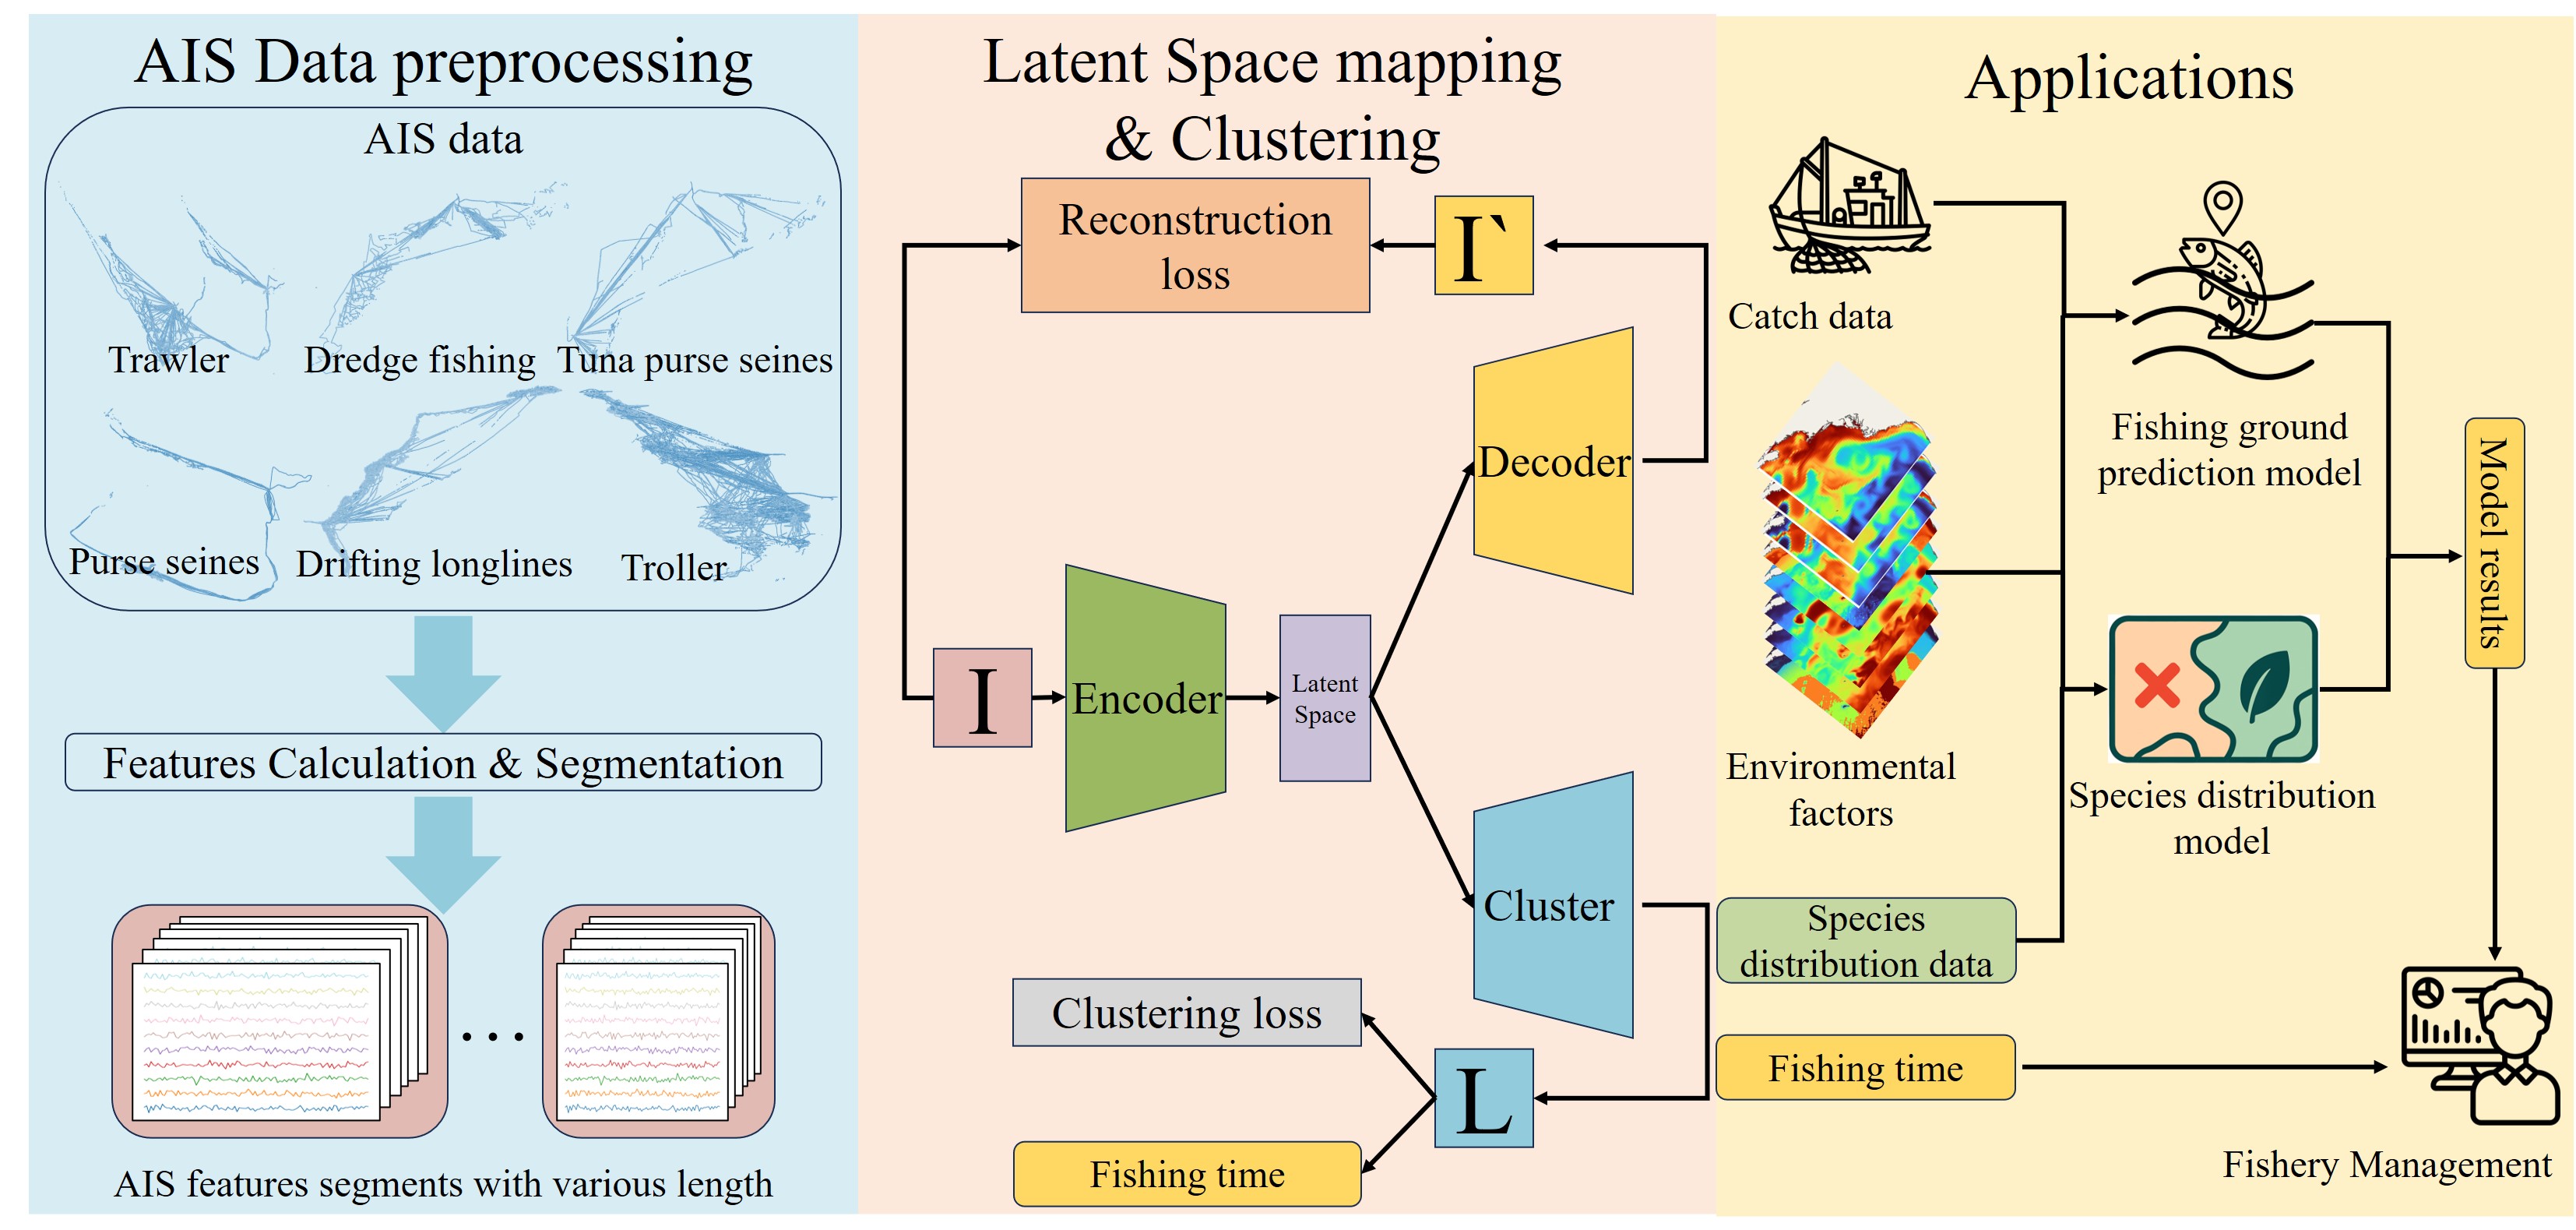 AIS Data preprocessing
AIS data
Trawler
Dredge fishing
Tuna purse seines
Purse seines
Drifting longlines
Troller
Features Calculation & Segmentation
...
AIS features segments with various length
Latent Space mapping
& Clustering
Reconstruction
loss
I`
Decoder
I
Encoder
Latent
Space
Cluster
Clustering loss
L
Fishing time
Applications
Catch data
Fishing ground
prediction model
Model results
Environmental
factors
Species distribution
model
Species
distribution data
Fishing time
Fishery Management